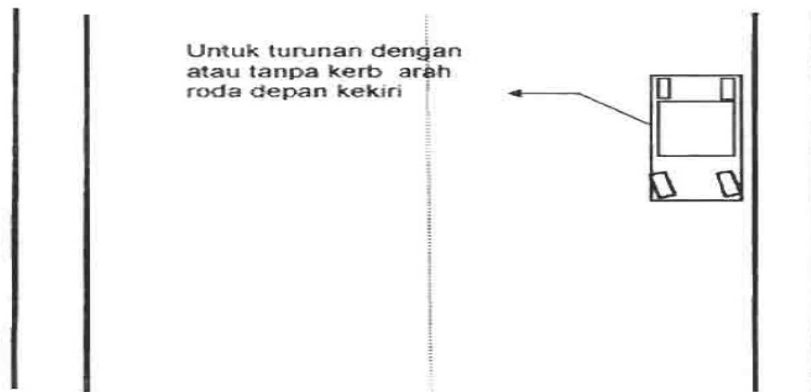 Untuk turunan dengan
atau tanpa kerb arah
roda depan kekiri